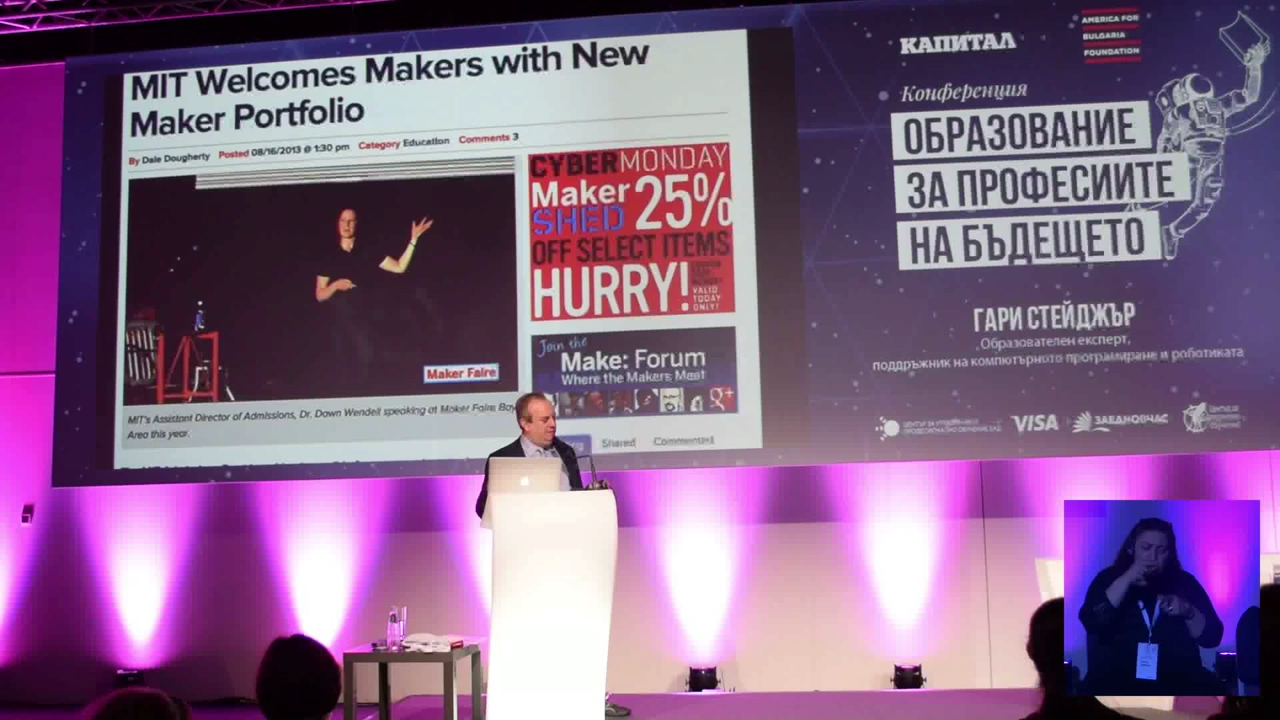 MIT Welcomes Makers with New
Maker Portfolio
By Dale Dougherty Posted 08/16/2013 @ 1:30 pm Category Education Comments 3
CYBER MONDAY
Maker 25%
SHED
OFF SELECT ITEMS
HURRY!
VALID
TODAY
ONLY!
Join the
Make: Forum
Where the Makers Meet
Maker Faire
MIT's Assistant Director of Admissions, Dr. Dawn Wendell speaking at Maker Faire Bay
Area this year.
Shared Commented
КАПИТАЛ
AMERICA FOR
BULGARIA
FOUNDATION
Конференция
ОБРАЗОВАНИЕ
ЗА ПРОФЕСИИТЕ
НА БЪДЕЩЕТО
ГАРИ СТЕЙДЖЪР
Образователен експерт,
поддръжник на компютърното програмиране и роботиката
VISA
ЗАЕДНОВЧАС